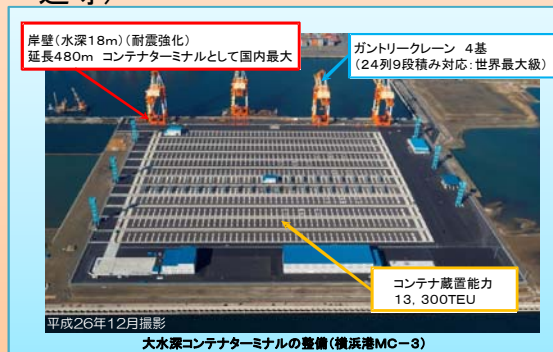 岸壁(水深18m)(耐震強化)
延長480m コンテナターミナルとして国内最大
ガントリークレーン 4基
(24列9段積み対応:世界最大級)
コンテナ蔵置能力
13,300TEU
平成26年12月撮影
大水深コンテナターミナルの整備(横浜港MC-3)